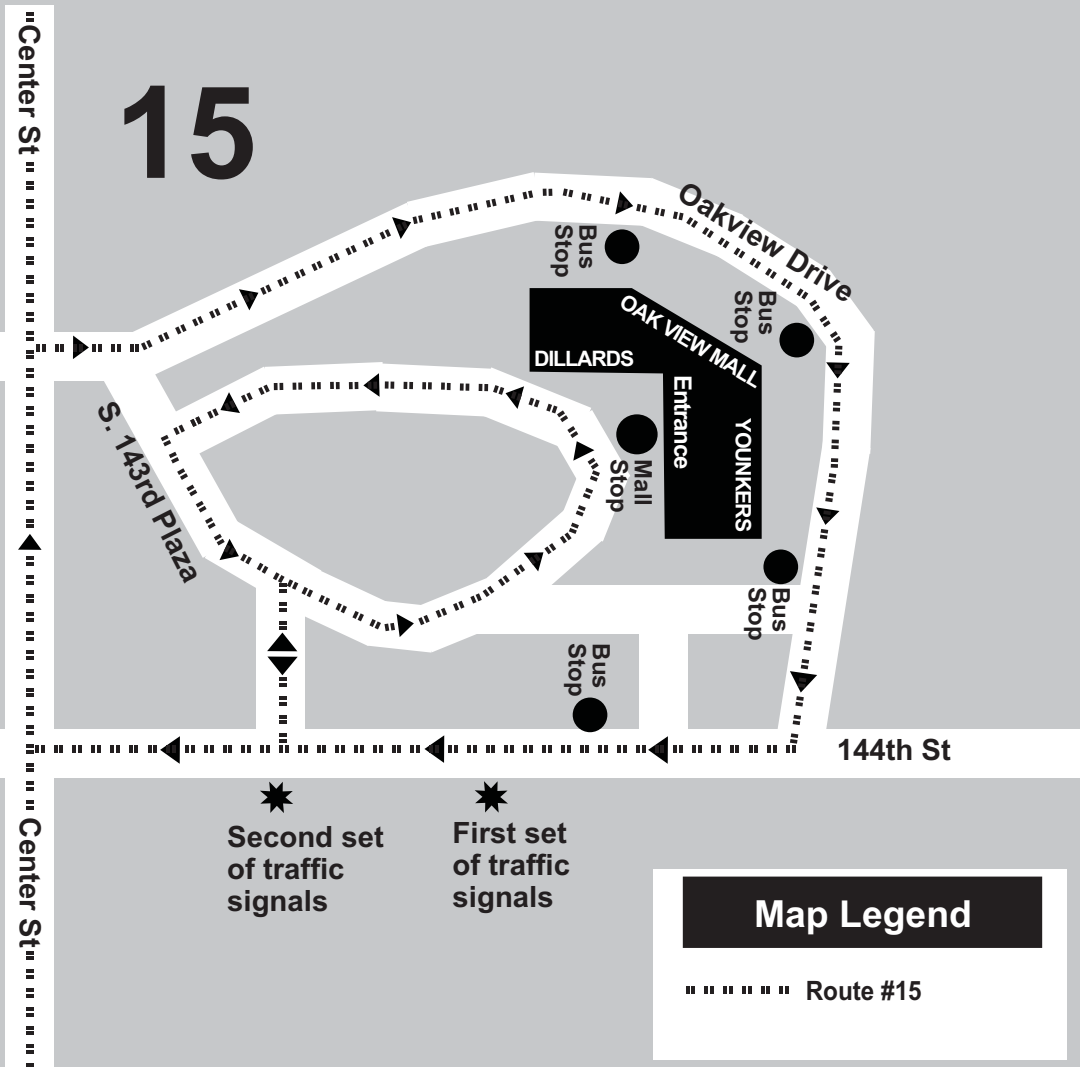 Center St
15
Oakview Drive
Bus
Stop
Bus
Stop
OAK VIEW MALL
DILLARDS
Entrance
YOUNKERS
Mall
Stop
S. 143rd Plaza
Bus
Stop
Bus
Stop
144th St
Center St
Second set
of traffic
signals
First set
of traffic
signals
Map Legend
Route #15